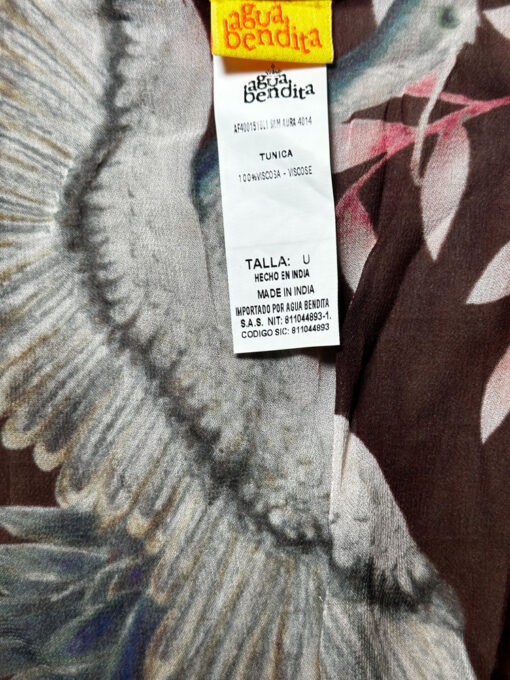 agua
bendita
agua
bendita
TUNICA
100%VISCOSA - VISCOSE
TALLA: U
HECHO EN INDIA
MADE IN INDIA
IMPORTADO POR AGUA BENDITA
S.A.S. NIT: 811044893-1.
CODIGO SIC: 811044893